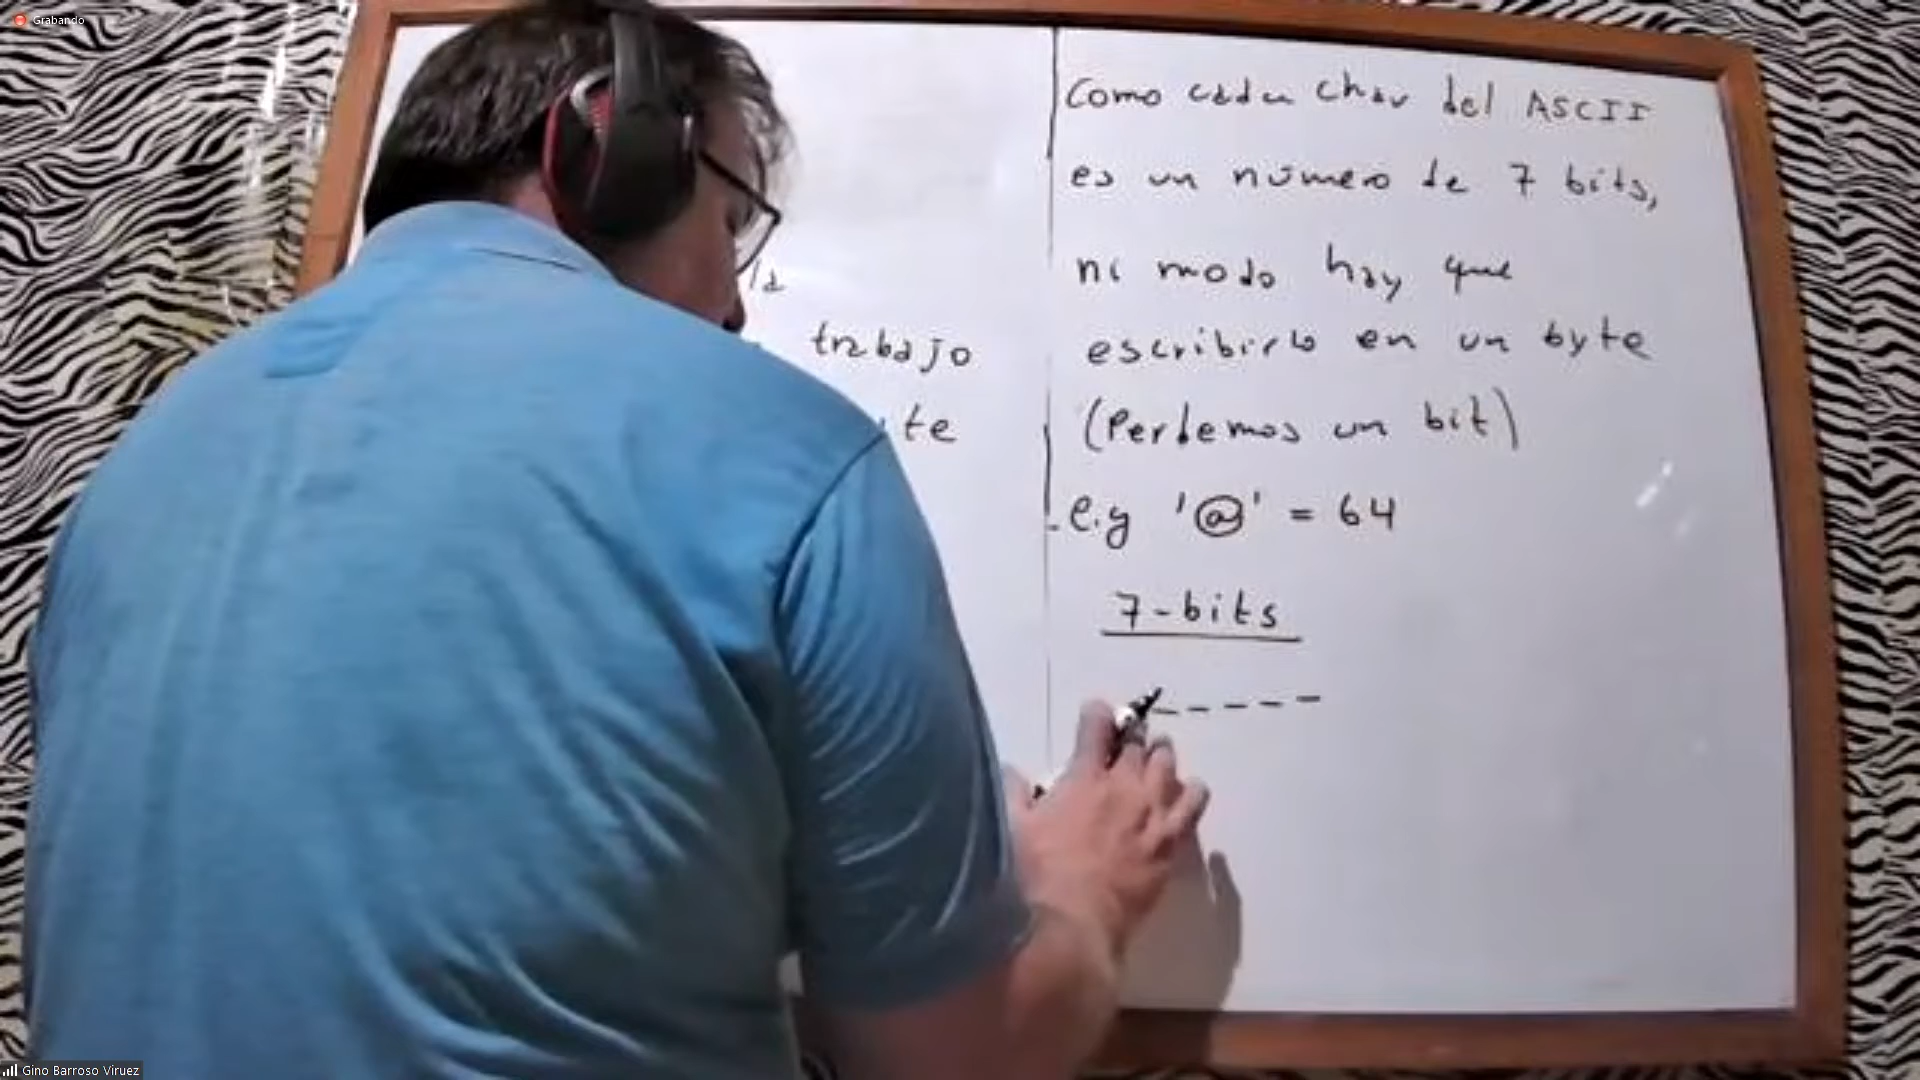 Grabando
trabajo
te
Como cada char del ASCII
es un número de 7 bits,
ni modo hay que
escribirlo en un byte
(Perdemos un bit)
e.g '@' = 64
7-bits
Gino Barroso Viruez